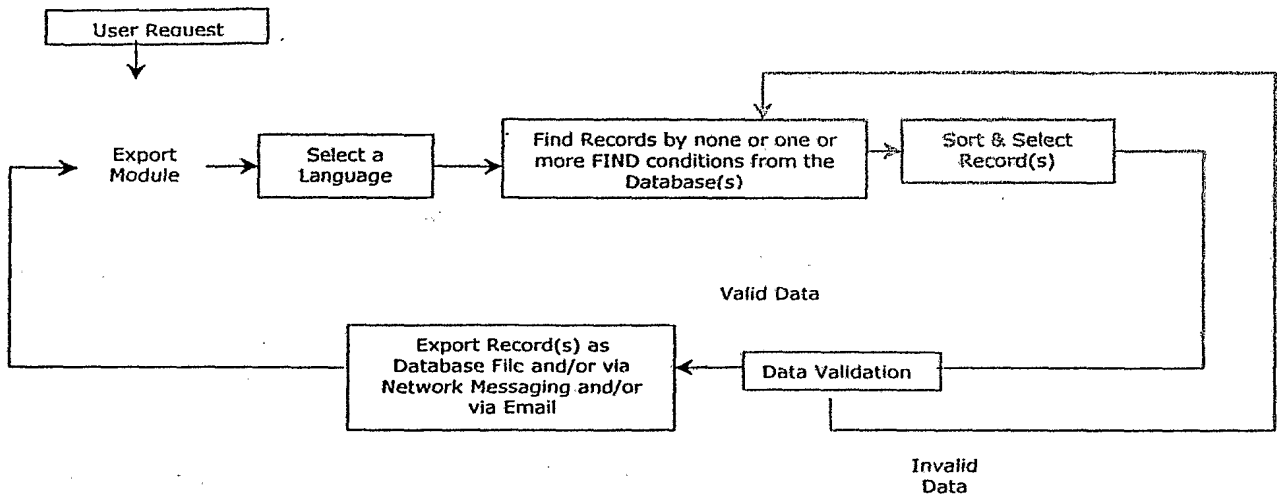 User Request
Export
Module
Select a
Language
Find Records by none or one or
more FIND conditions from the
Database(s)
Sort & Select
Record(s)
Valid Data
Export Record(s) as
Database File and/or via
Network Messaging and/or
via Email
Data Validation
Invalid
Data